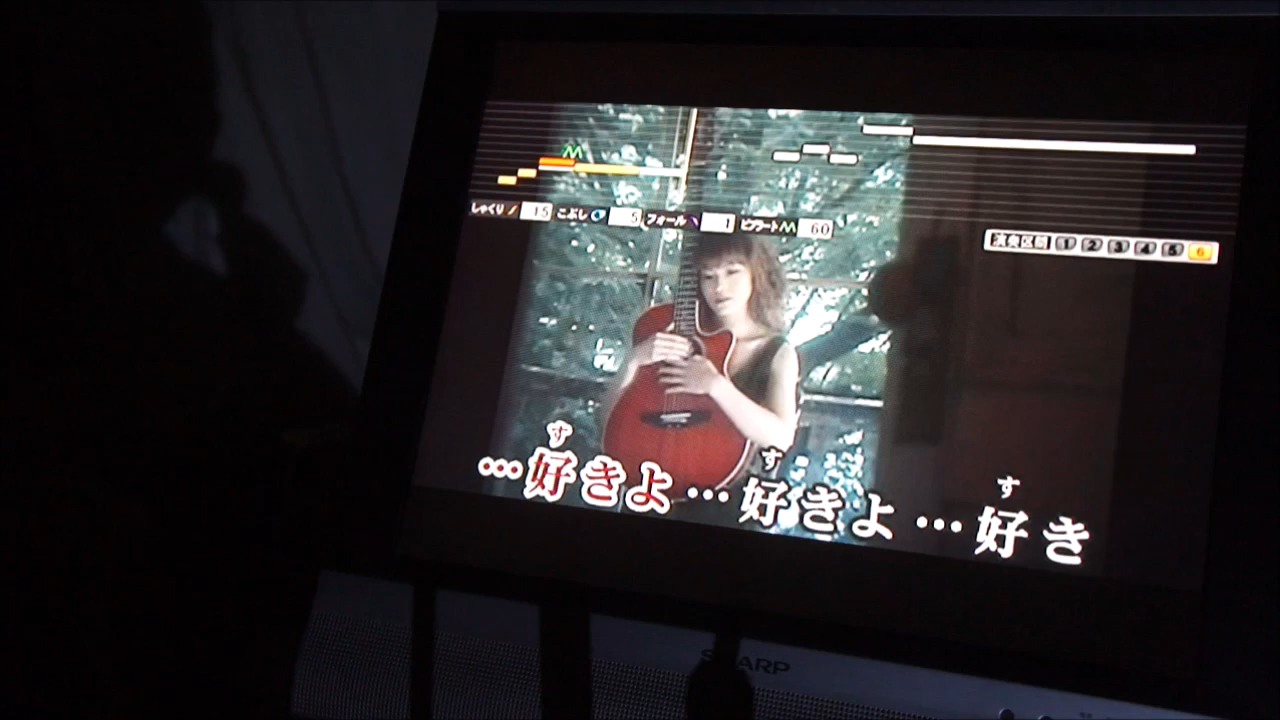 しゃくり 15 こぶし 5 フォール 1 ビブラート 60
演奏区間 1 2 3 4 5 6
す す す
…好きよ…好きよ…好き
SHARP